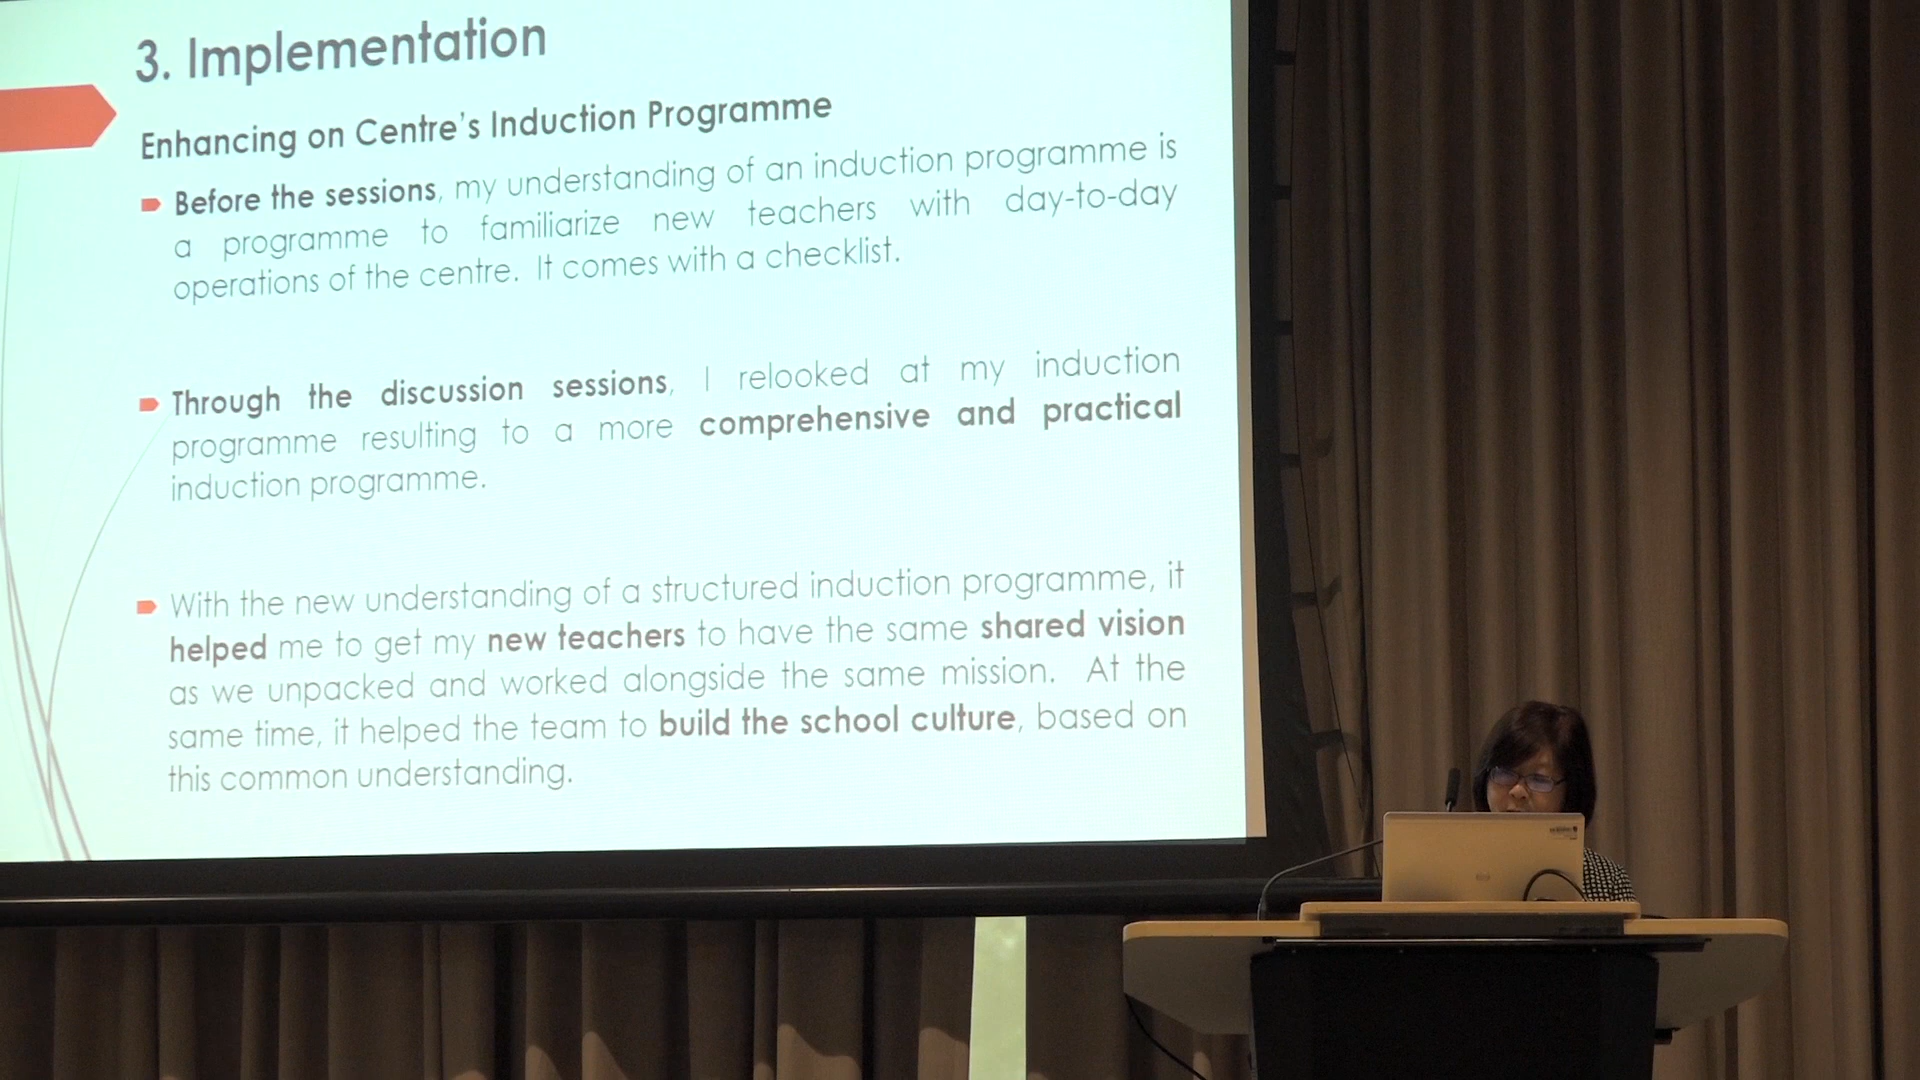 3. Implementation
Enhancing on Centre's Induction Programme
Before the sessions, my understanding of an induction programme is
a programme to familiarize new teachers with day-to-day
operations of the centre. It comes with a checklist.
Through the discussion sessions, I relooked at my induction
programme resulting to a more comprehensive and practical
induction programme.
With the new understanding of a structured induction programme, it
helped me to get my new teachers to have the same shared vision
as we unpacked and worked alongside the same mission. At the
same time, it helped the team to build the school culture, based on
this common understanding.